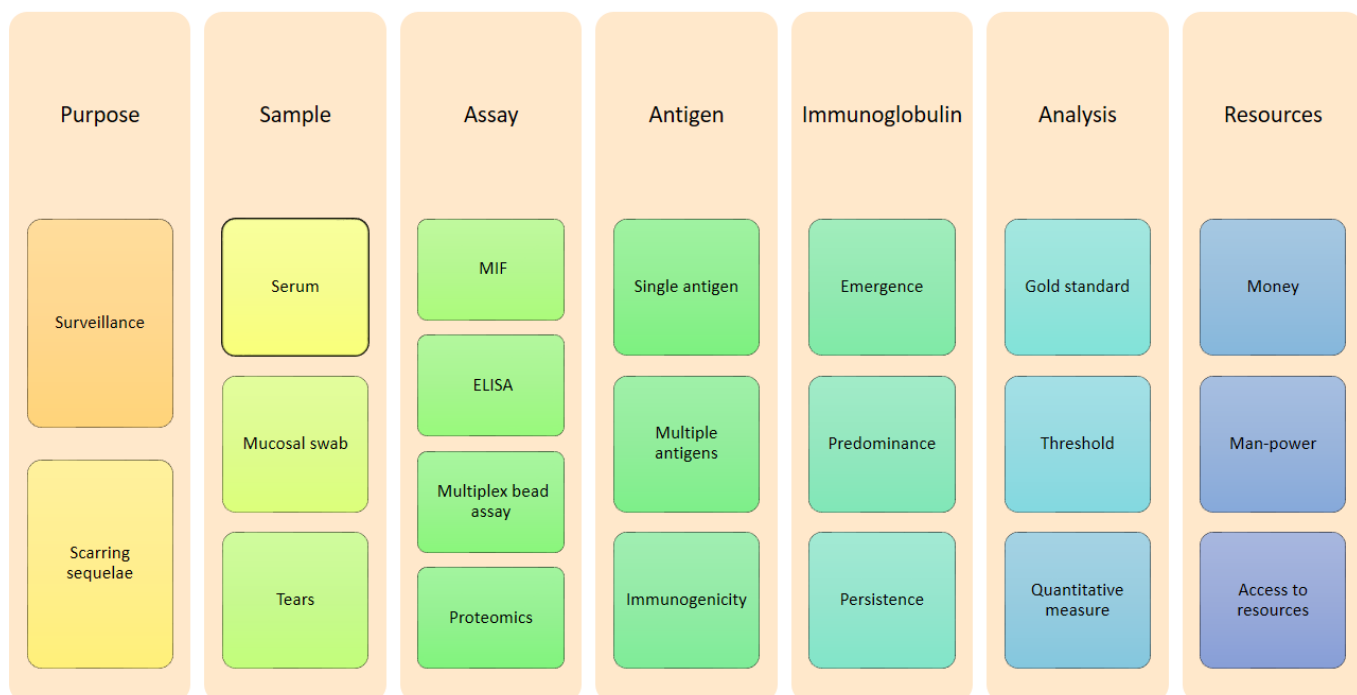 Purpose
Surveillance
Scarring
sequelae
Sample
Serum
Mucosal swab
Tears
Assay
MIF
ELISA
Multiplex bead
assay
Proteomics
Antigen
Single antigen
Multiple
antigens
Immunogenicity
Immunoglobulin
Emergence
Predominance
Persistence
Analysis
Gold standard
Threshold
Quantitative
measure
Resources
Money
Man-power
Access to
resources